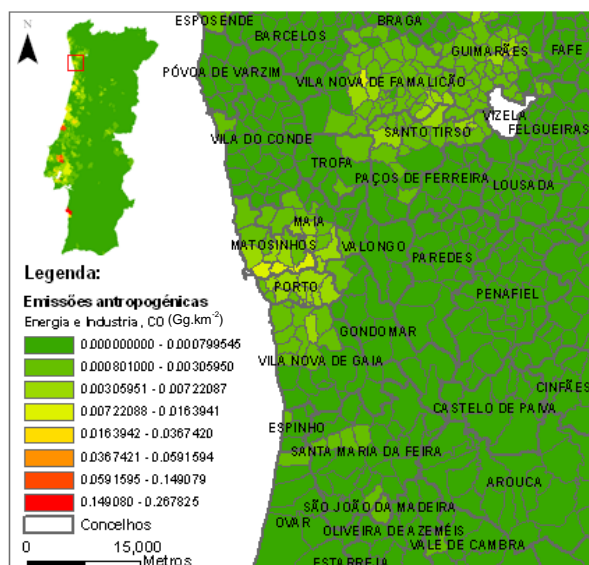 N
ESPOSENDE
BRAGA
BARCELOS
GUIMARÃES
FAFE
PÓVOA DE VARZIM
VILA NOVA DE FAMALICÃO
VIZELA
VILA DO CONDE
SANTO TIRSO
FELGUEIRAS
TROFA
PAÇOS DE FERREIRA
LOUSADA
MAIA
MATOSINHOS
VALONGO
PAREDES
PORTO
PENAFIEL
GONDOMAR
VILA NOVA DE GAIA
CINFÃES
CASTELO DE PAIVA
ESPINHO
SANTA MARIA DA FEIRA
AROUCA
SÃO JOÃO DA MADEIRA
OVAR
OLIVEIRA DE AZEMÉIS
VALE DE CAMBRA
ESTARREJA
Legenda:
Emissões antropogénicas
Energia e Industria, CO (Gg.km-2)
0.000000000 - 0.000799545
0.000801000 - 0.00305950
0.00305951 - 0.00722087
0.00722088 - 0.0163941
0.0163942 - 0.0367420
0.0367421 - 0.0591594
0.0591595 - 0.149079
0.149080 - 0.267825
Concelhos
0 15,000
Metros